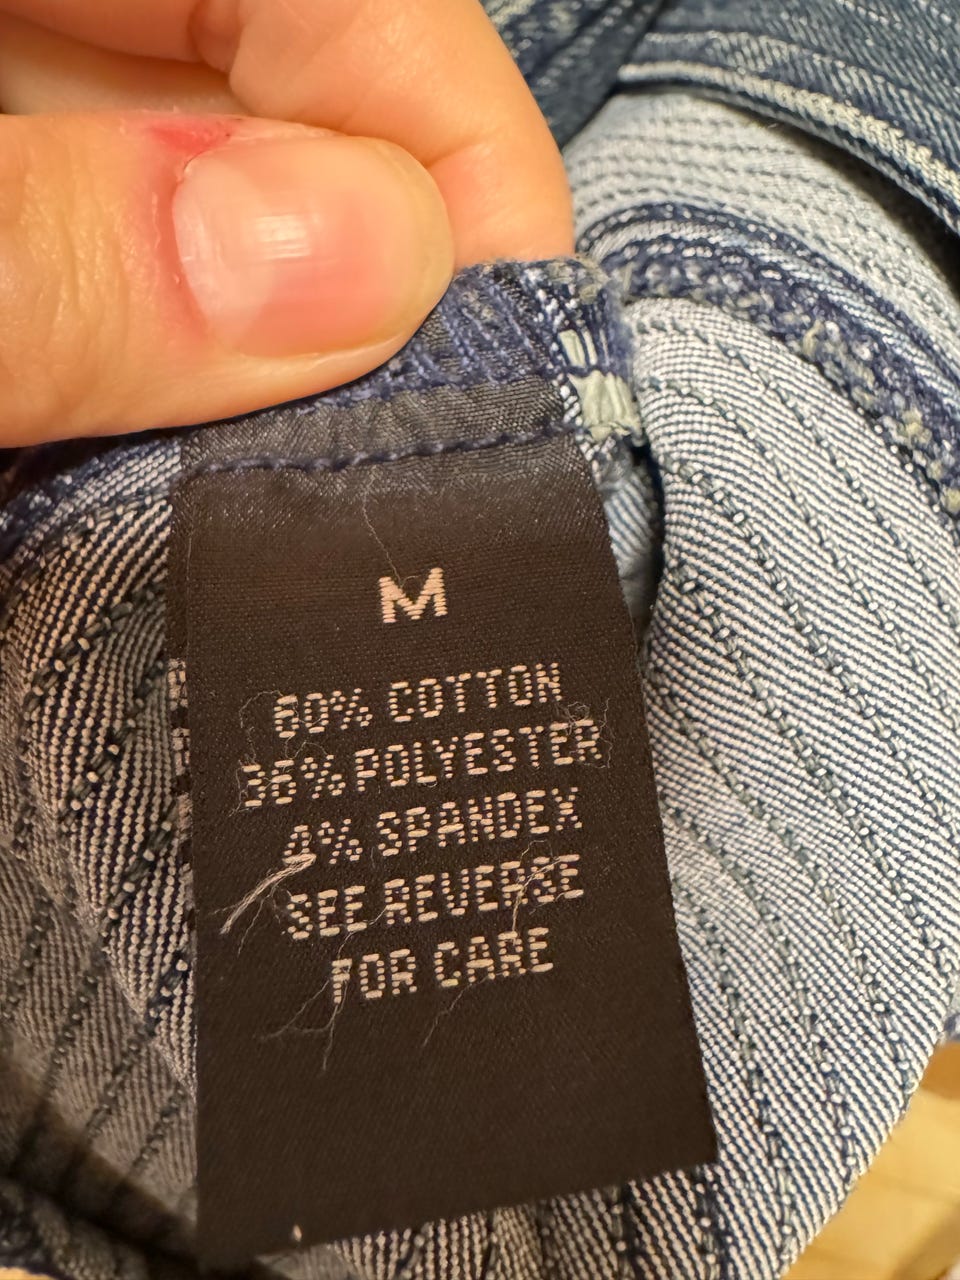 M
60% COTTON
36% POLYESTER
4% SPANDEX
SEE REVERSE
FOR CARE